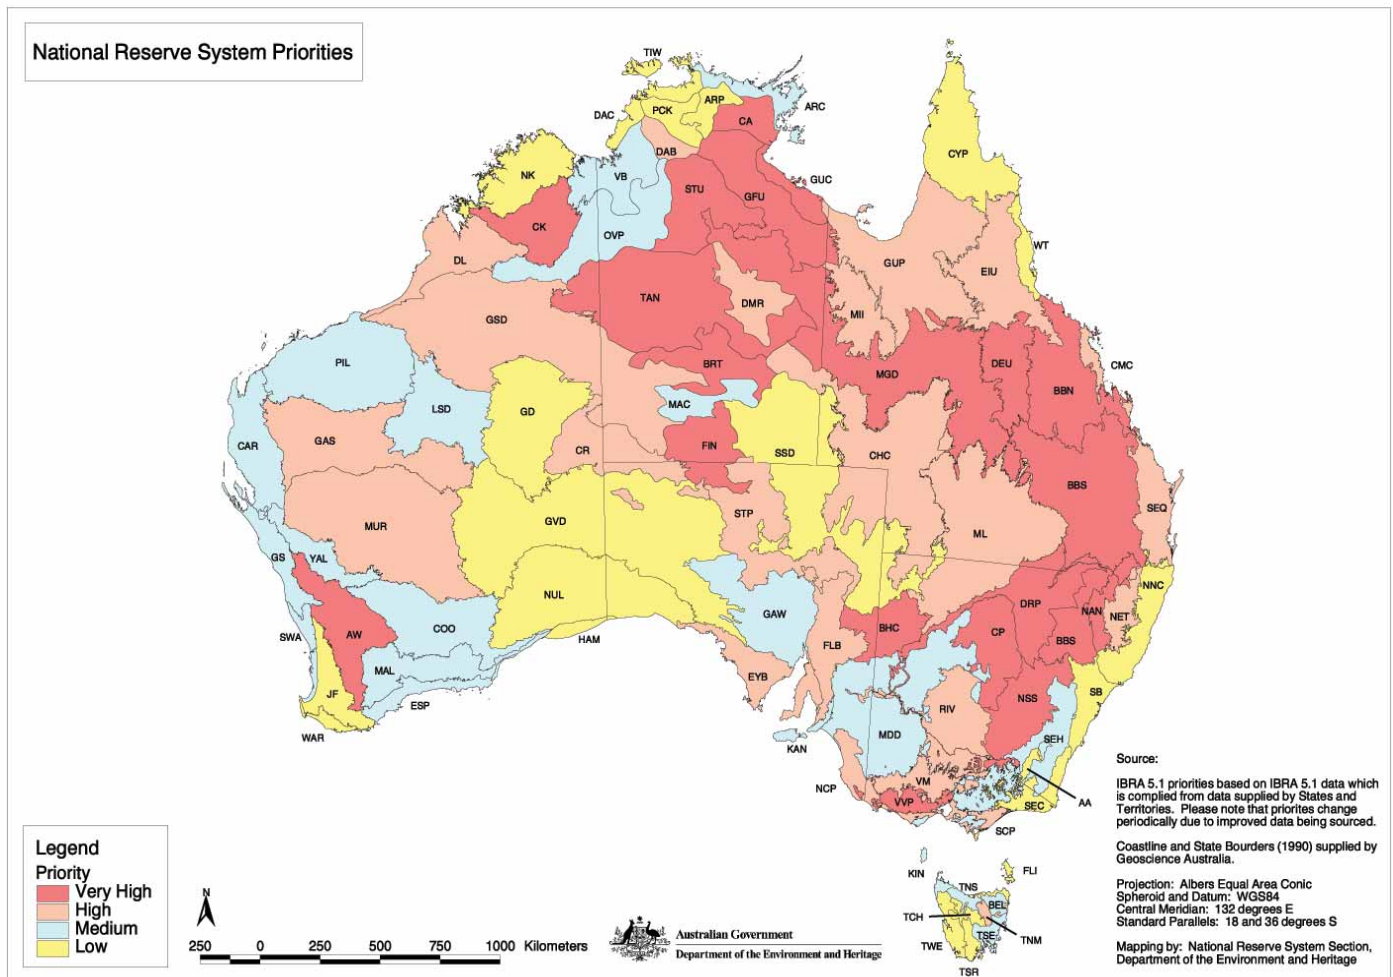 National Reserve System Priorities
TIW
DAC
PCK
ARP
ARC
CA
DAB
CYP
NK
VB
STU
GFU
GUC
CK
OVP
WT
DL
GUP
EIU
TAN
DMR
MII
GSD
PIL
BRT
MGD
DEU
CMC
BBN
LSD
GD
MAC
CAR
GAS
CR
FIN
SSD
CHC
BBS
SEQ
MUR
GVD
STP
ML
GS
YAL
NUL
GAW
DRP
NAN
NNC
NET
SWA
AW
COO
HAM
BHC
CP
BBS
FLB
MAL
JF
ESP
EYB
NSS
SB
RIV
WAR
KAN
MDD
SEH
NCP
VM
VVP
SEC
AA
SCP
KIN
FLI
TNS
BEL
TCH
TSE
TNM
TWE
TSR
Legend
Priority
Very High
High
Medium
Low
N
250 0 250 500 750 1000 Kilometers
Australian Government
Department of the Environment and Heritage
Source:
IBRA 5.1 priorities based on IBRA 5.1 data which
is complied from data supplied by States and
Territories. Please note that priorites change
periodically due to improved data being sourced.
Coastline and State Bourders (1990) supplied by
Geoscience Australia.
Projection: Albers Equal Area Conic
Spheroid and Datum: WGS84
Central Meridian: 132 degrees E
Standard Parallels: 18 and 36 degrees S
Mapping by: National Reserve System Section,
Department of the Environment and Heritage